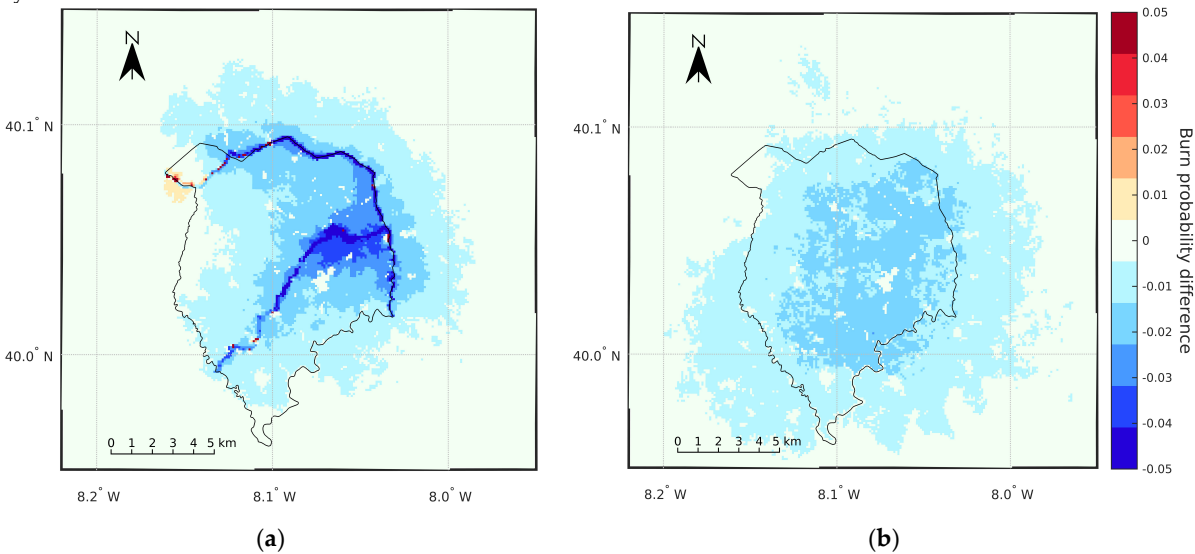 N
40.1° N
40.0° N
0 1 2 3 4 5 km
8.2° W
8.1° W
8.0° W
(a)
N
40.1° N
40.0° N
0 1 2 3 4 5 km
8.2° W
8.1° W
8.0° W
(b)
0.05
0.04
0.03
0.02
0.01
0
-0.01
-0.02
-0.03
-0.04
-0.05
Burn probability difference